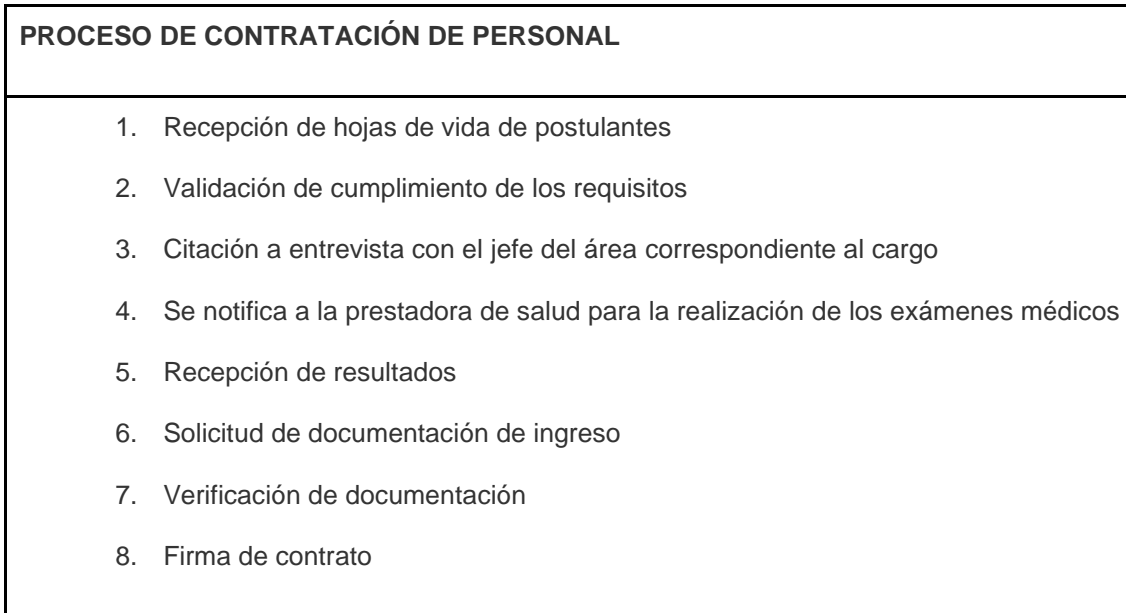 PROCESO DE CONTRATACIÓN DE PERSONAL
1. Recepción de hojas de vida de postulantes
2. Validación de cumplimiento de los requisitos
3. Citación a entrevista con el jefe del área correspondiente al cargo
4. Se notifica a la prestadora de salud para la realización de los exámenes médicos
5. Recepción de resultados
6. Solicitud de documentación de ingreso
7. Verificación de documentación
8. Firma de contrato